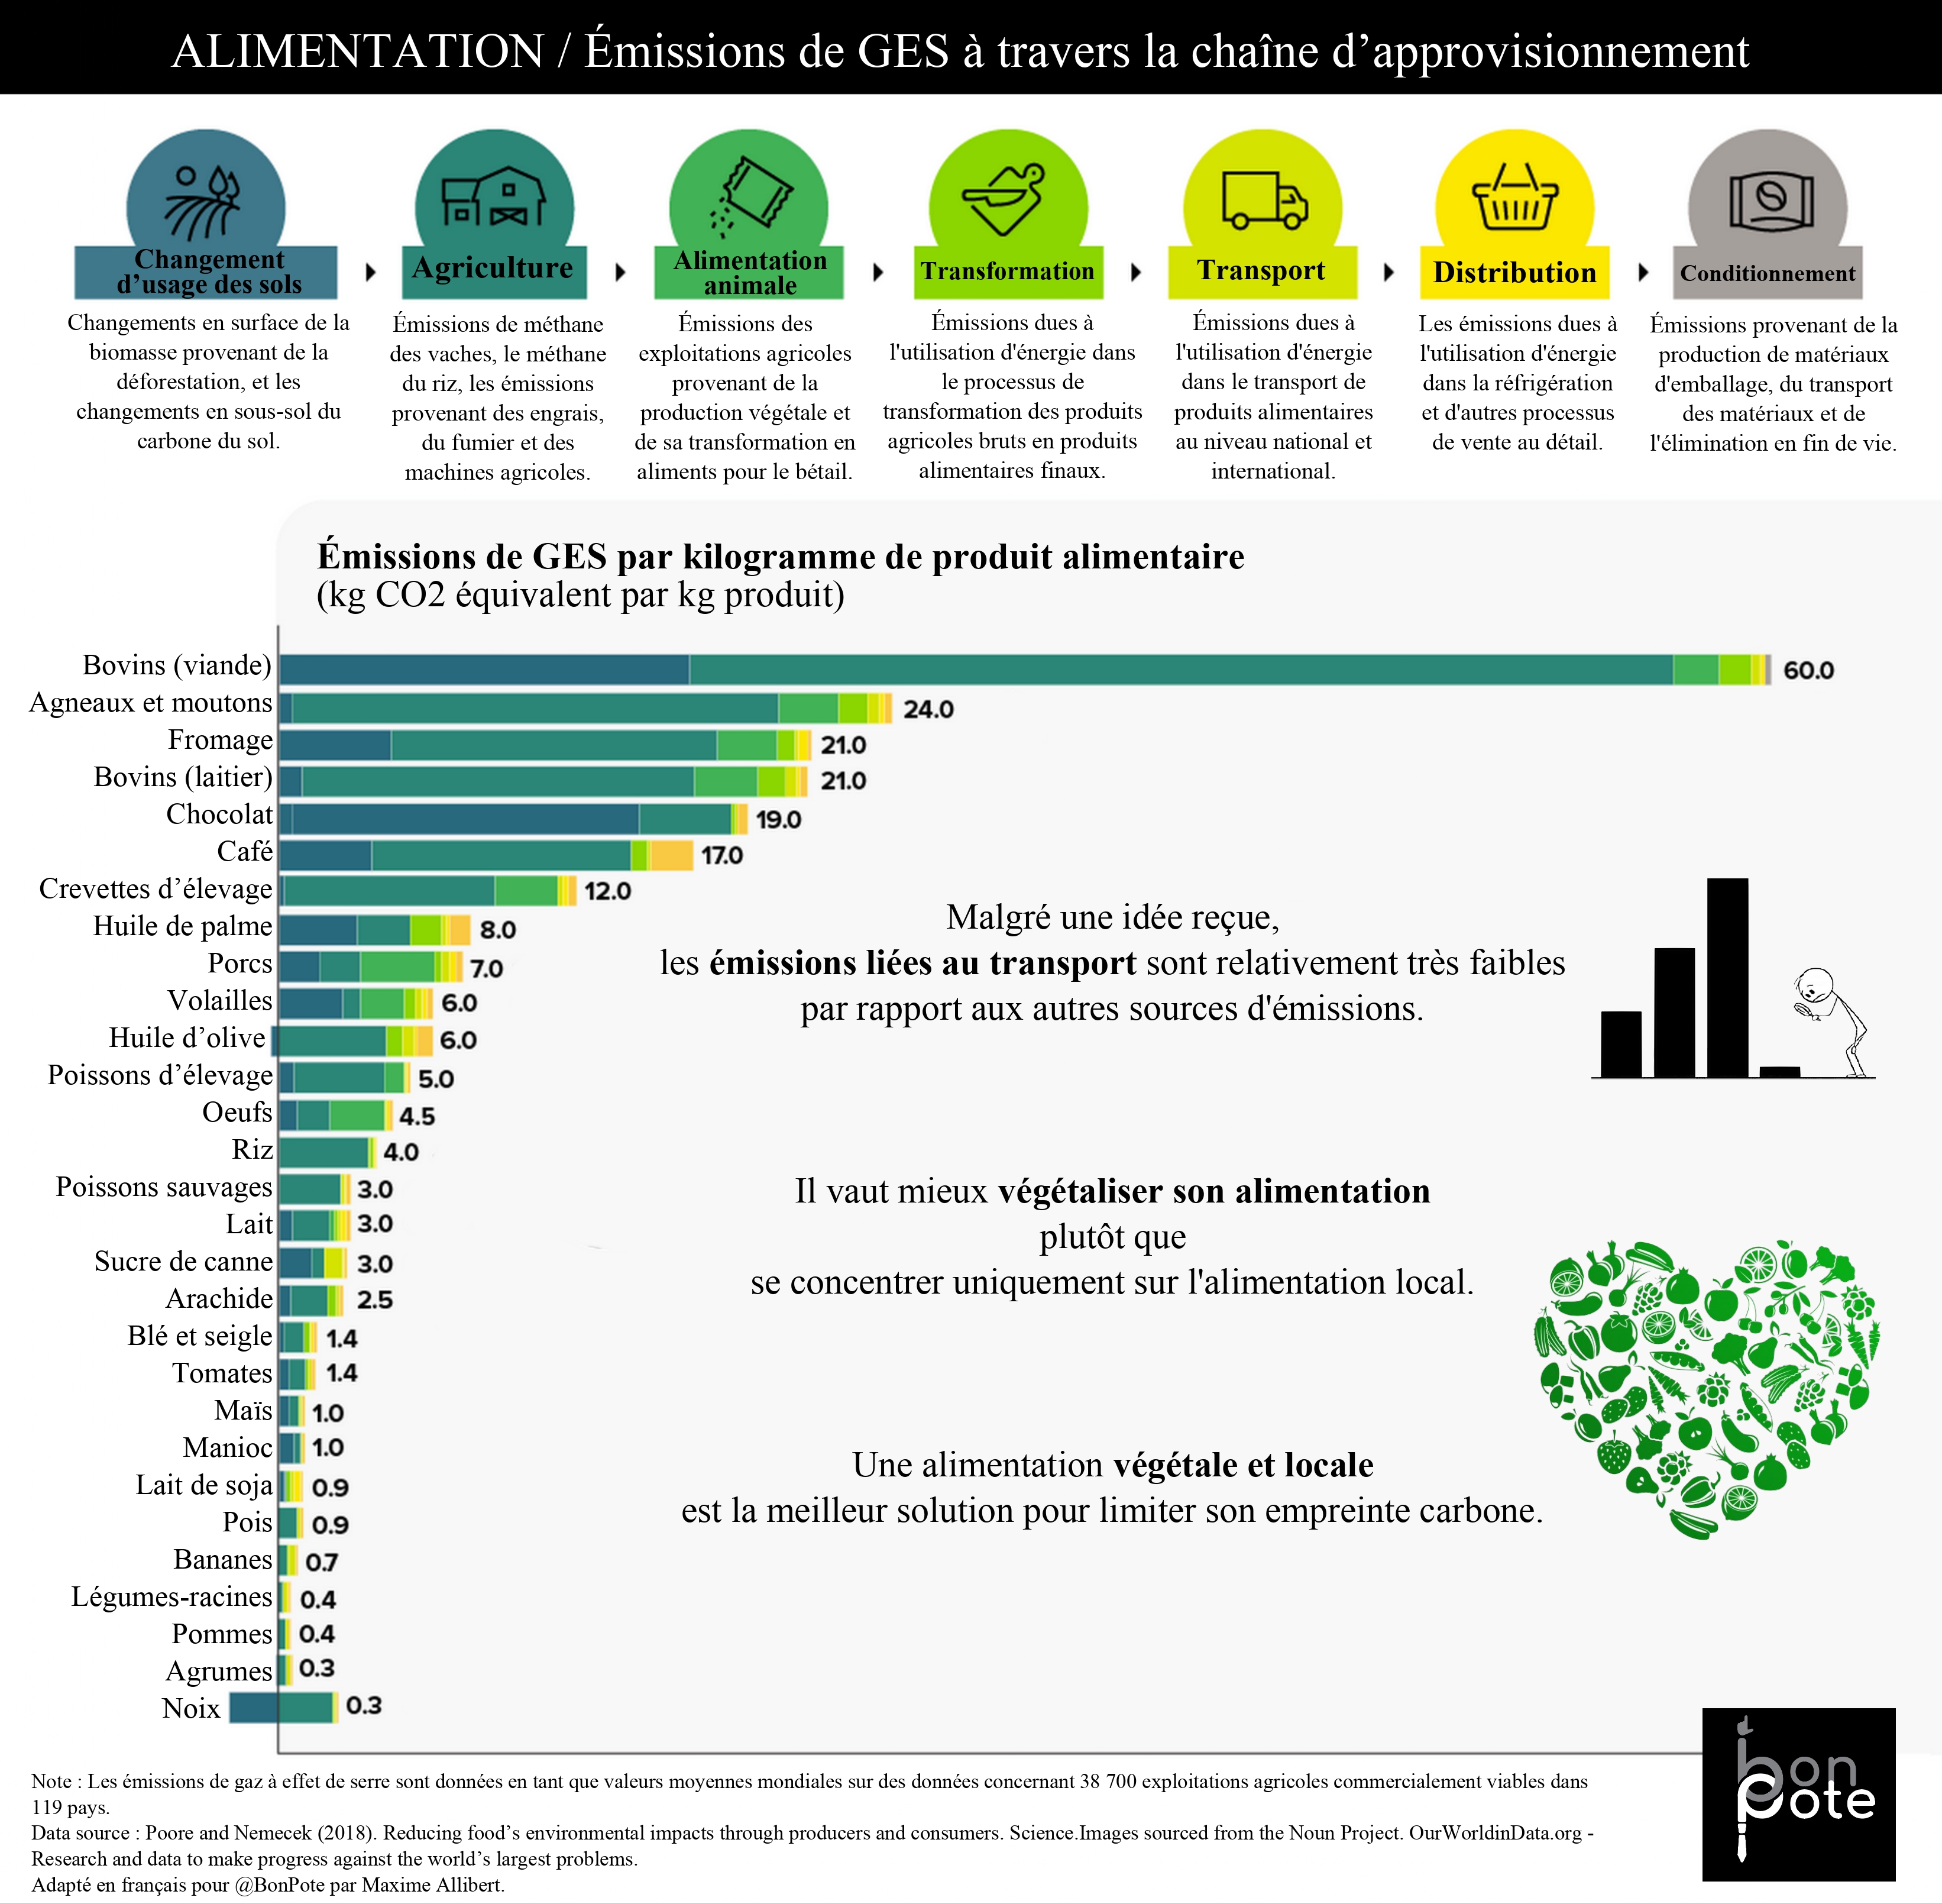 ALIMENTATION / Émissions de GES à travers la chaîne d’approvisionnement
Changement
d’usage des sols
Changements en surface de la
biomasse provenant de la
déforestation, et les
changements en sous-sol du
carbone du sol.
Agriculture
Émissions de méthane
des vaches, le méthane
du riz, les émissions
provenant des engrais,
du fumier et des
machines agricoles.
Alimentation
animale
Émissions des
exploitations agricoles
provenant de la
production végétale et
de sa transformation en
aliments pour le bétail.
Transformation
Émissions dues à
l'utilisation d'énergie dans
le processus de
transformation des produits
agricoles bruts en produits
alimentaires finaux.
Transport
Émissions dues à
l'utilisation d'énergie
dans le transport de
produits alimentaires
au niveau national et
international.
Distribution
Les émissions dues à
l'utilisation d'énergie
dans la réfrigération
et d'autres processus
de vente au détail.
Conditionnement
Émissions provenant de la
production de matériaux
d'emballage, du transport
des matériaux et de
l'élimination en fin de vie.
Émissions de GES par kilogramme de produit alimentaire
(kg CO2 équivalent par kg produit)
Bovins (viande) 60.0
Agneaux et moutons 24.0
Fromage 21.0
Bovins (laitier) 21.0
Chocolat 19.0
Café 17.0
Crevettes d’élevage 12.0
Huile de palme 8.0
Porcs 7.0
Volailles 6.0
Huile d’olive 6.0
Poissons d’élevage 5.0
Oeufs 4.5
Riz 4.0
Poissons sauvages 3.0
Lait 3.0
Sucre de canne 3.0
Arachide 2.5
Blé et seigle 1.4
Tomates 1.4
Maïs 1.0
Manioc 1.0
Lait de soja 0.9
Pois 0.9
Bananes 0.7
Légumes-racines 0.4
Pommes 0.4
Agrumes 0.3
Noix 0.3
Malgré une idée reçue,
les émissions liées au transport sont relativement très faibles
par rapport aux autres sources d'émissions.
Il vaut mieux végétaliser son alimentation
plutôt que
se concentrer uniquement sur l'alimentation local.
Une alimentation végétale et locale
est la meilleur solution pour limiter son empreinte carbone.
Note : Les émissions de gaz à effet de serre sont données en tant que valeurs moyennes mondiales sur des données concernant 38 700 exploitations agricoles commercialement viables dans
119 pays.
Data source : Poore and Nemecek (2018). Reducing food’s environmental impacts through producers and consumers. Science.Images sourced from the Noun Project. OurWorldinData.org -
Research and data to make progress against the world’s largest problems.
Adapté en français pour @BonPote par Maxime Allibert.
bon
pote